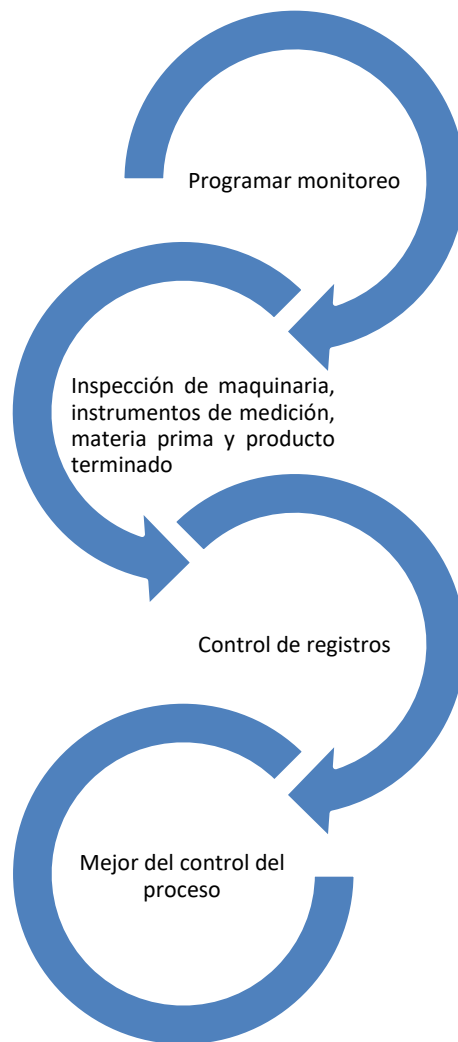 Programar monitoreo
Inspección de maquinaria,
instrumentos de medición,
materia prima y producto
terminado
Control de registros
Mejor del control del
proceso